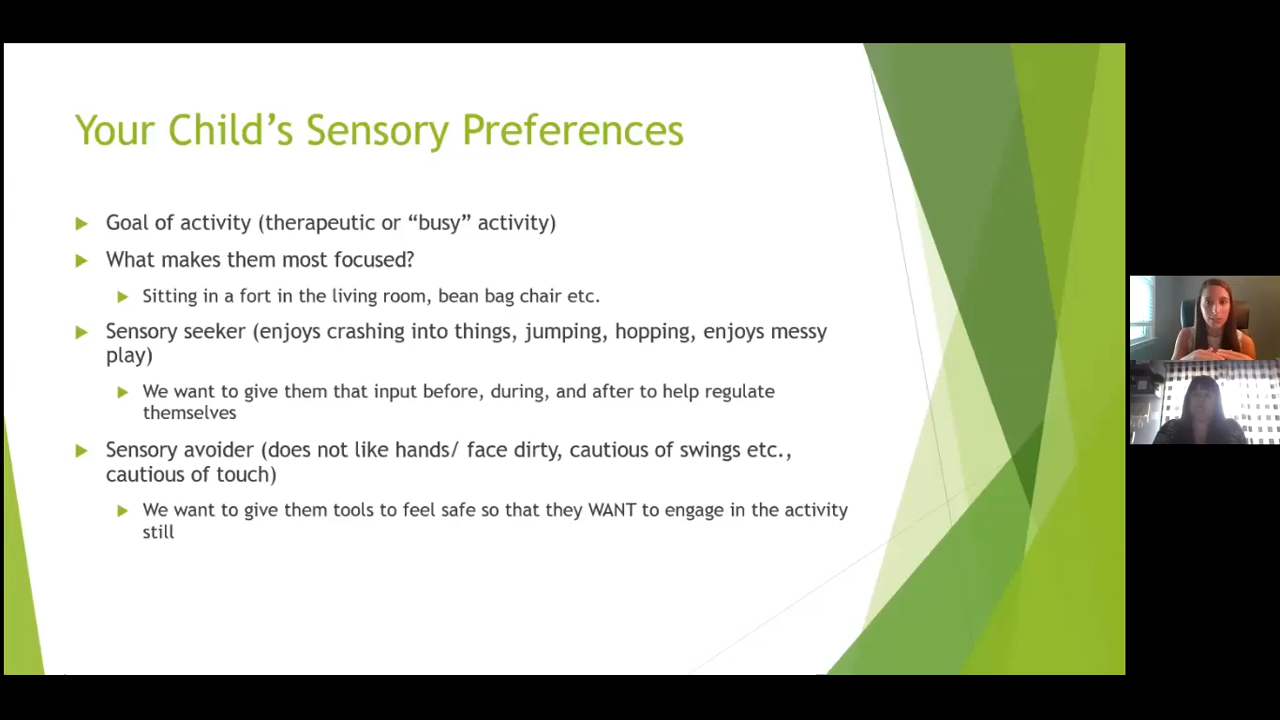 Your Child's Sensory Preferences
Goal of activity (therapeutic or “busy” activity)
What makes them most focused?
Sitting in a fort in the living room, bean bag chair etc.
Sensory seeker (enjoys crashing into things, jumping, hopping, enjoys messy
play)
We want to give them that input before, during, and after to help regulate
themselves
Sensory avoider (does not like hands/ face dirty, cautious of swings etc.,
cautious of touch)
We want to give them tools to feel safe so that they WANT to engage in the activity
still